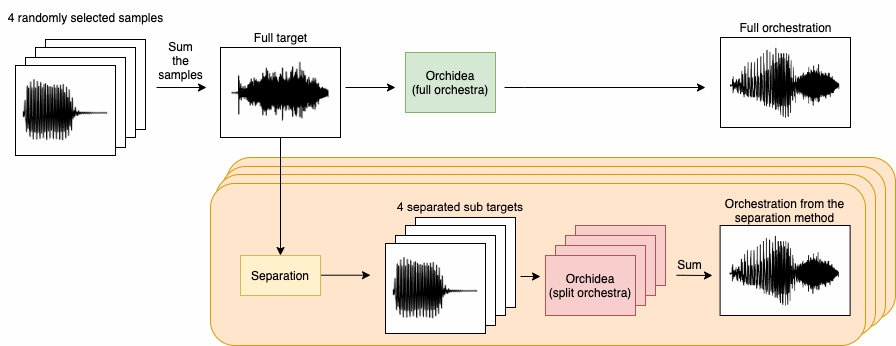 4 randomly selected samples
Sum
the
samples
Full target
Orchidea
(full orchestra)
Full orchestration
Separation
4 separated sub targets
Orchidea
(split orchestra)
Sum
Orchestration from the
separation method